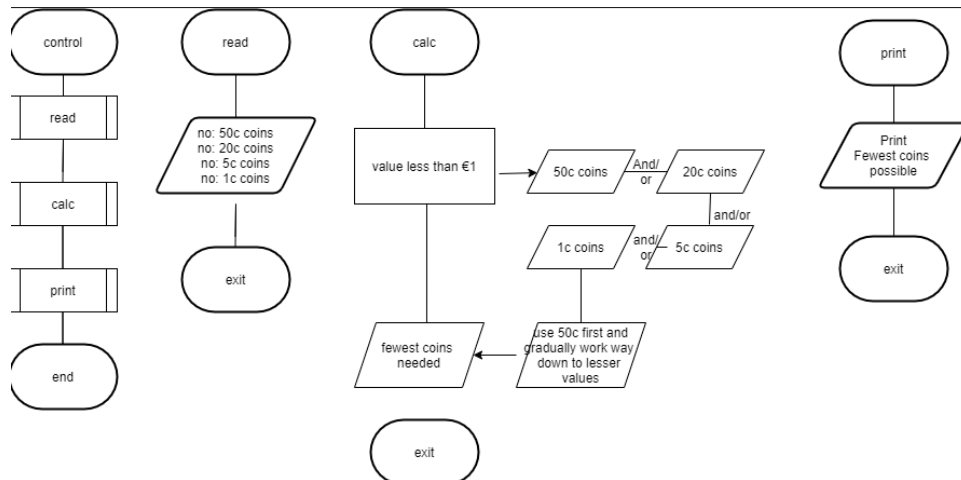 control
read
calc
print
end
read
no: 50c coins
no: 20c coins
no: 5c coins
no: 1c coins
exit
calc
value less than €1
50c coins
And/
or
20c coins
and/or
5c coins
and/
or
1c coins
use 50c first and
gradually work way
down to lesser
values
fewest coins
needed
exit
print
Print
Fewest coins
possible
exit